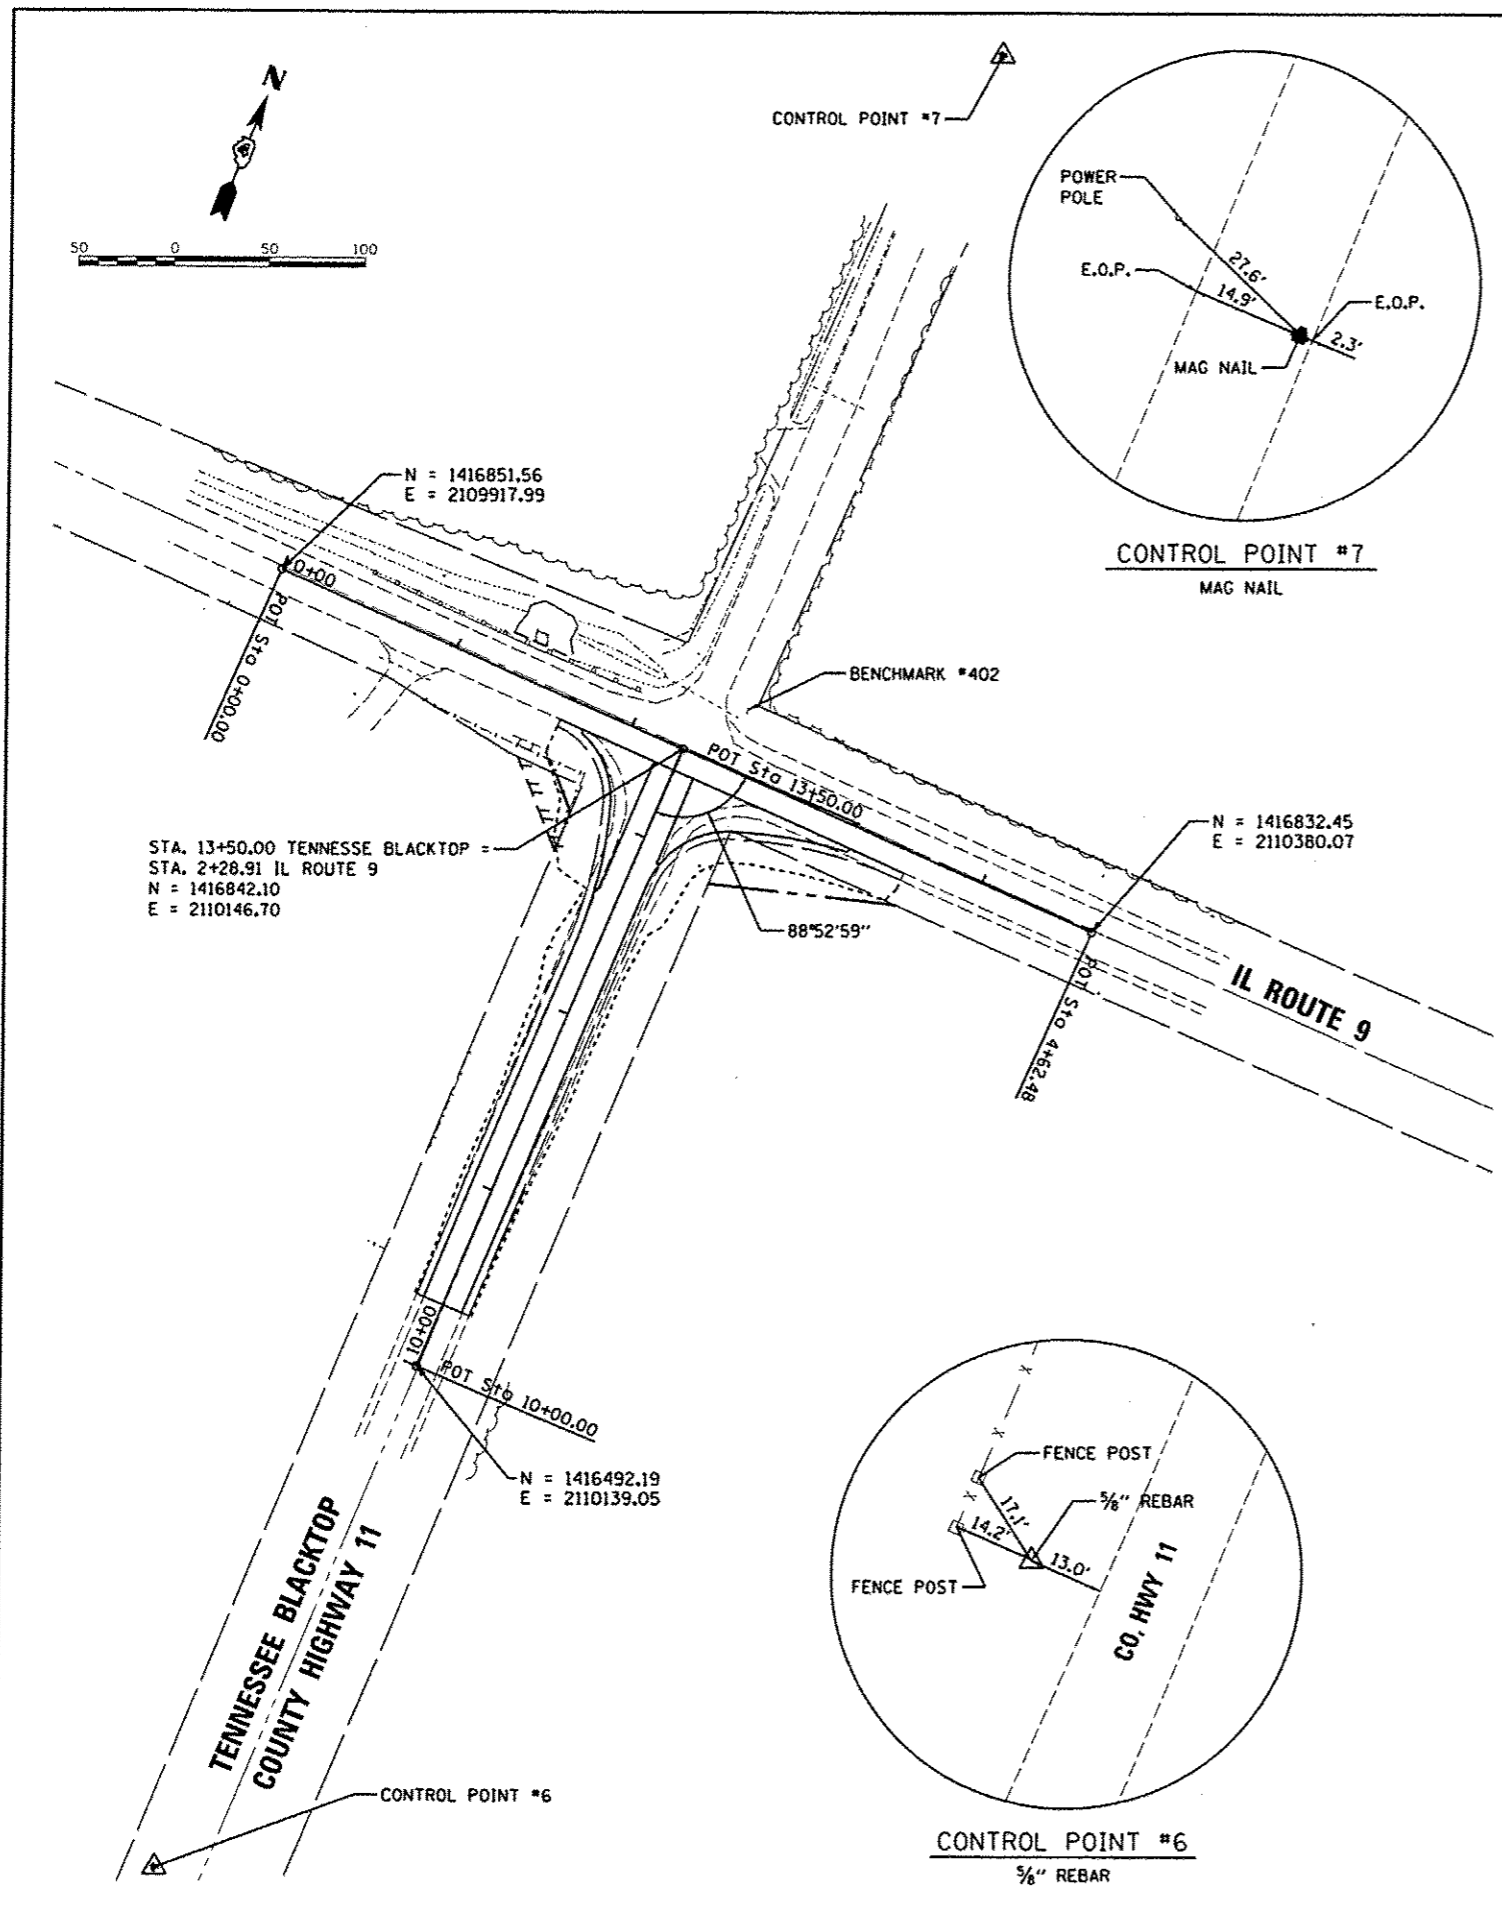 N
50 0 50 100
CONTROL POINT #7
POWER
POLE
E.O.P.
27.6'
14.9'
E.O.P.
2.3'
MAG NAIL
CONTROL POINT #7
MAG NAIL
N = 1416851.56
E = 2109917.99
0+00
POT Sta 0+00.00
BENCHMARK #402
POT Sta 13+50.00
STA. 13+50.00 TENNESSE BLACKTOP =
STA. 2+28.91 IL ROUTE 9
N = 1416842.10
E = 2110146.70
88°52'59"
N = 1416832.45
E = 2110380.07
POT Sta 4+62.48
IL ROUTE 9
10+00
POT Sta 10+00.00
N = 1416492.19
E = 2110139.05
TENNESSEE BLACKTOP
COUNTY HIGHWAY 11
CONTROL POINT #6
FENCE POST
17.1'
5/8" REBAR
14.2'
13.0'
FENCE POST
CO. HWY 11
CONTROL POINT #6
5/8" REBAR